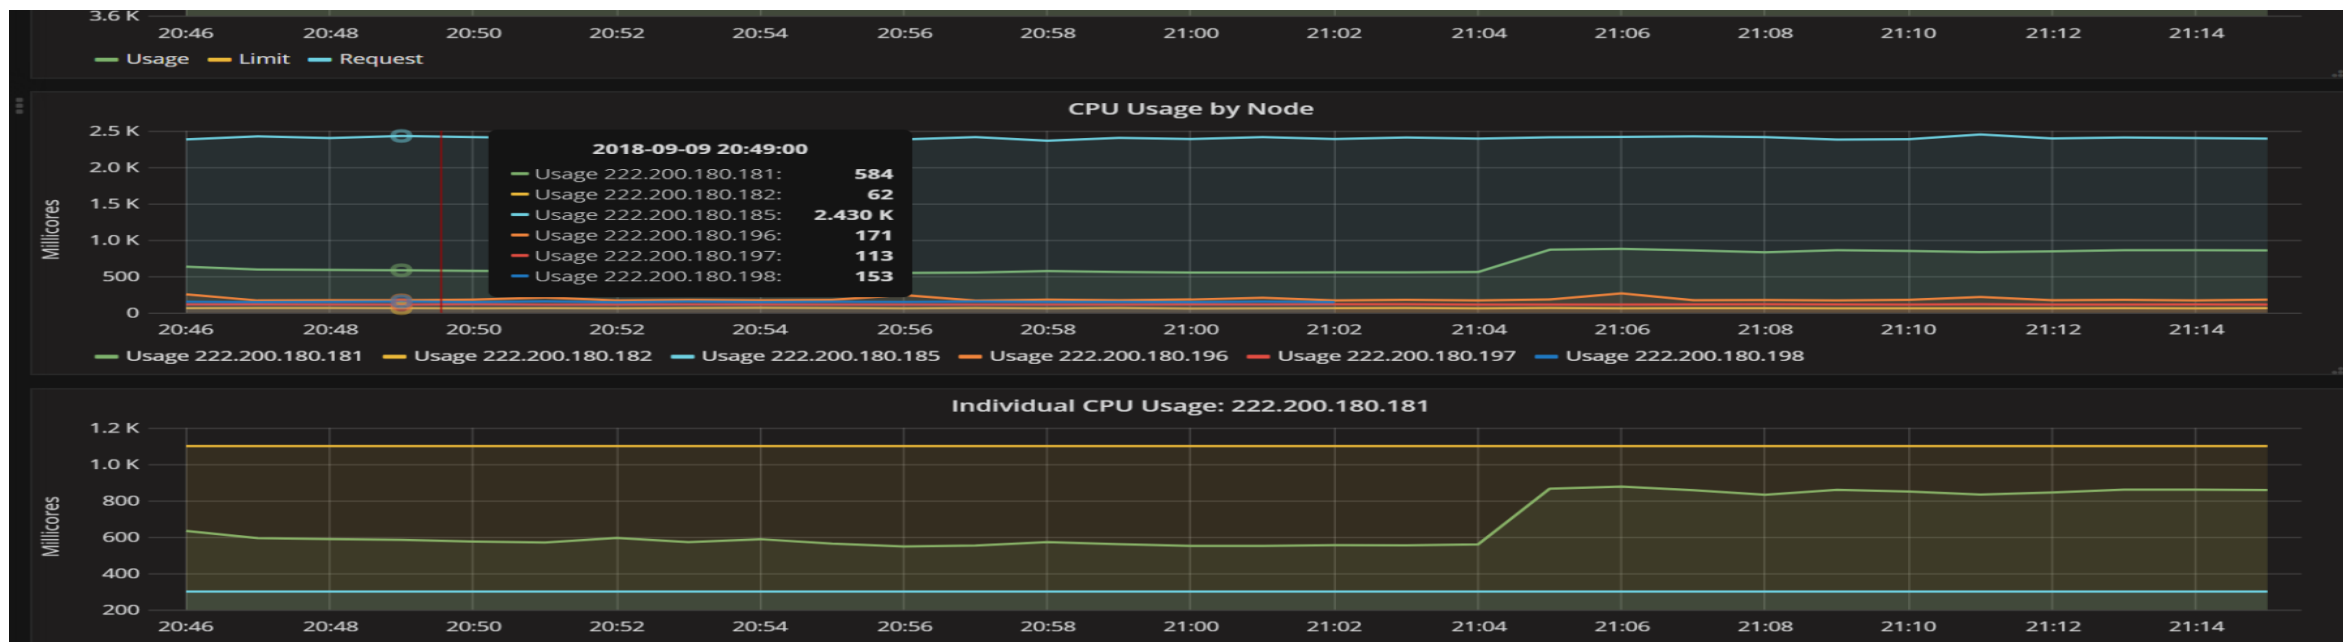 3.6 K
20:46 20:48 20:50 20:52 20:54 20:56 20:58 21:00 21:02 21:04 21:06 21:08 21:10 21:12 21:14
Usage Limit Request
CPU Usage by Node
Millicores
2.5 K
2.0 K
1.5 K
1.0 K
500
0
2018-09-09 20:49:00
Usage 222.200.180.181: 584
Usage 222.200.180.182: 62
Usage 222.200.180.185: 2.430 K
Usage 222.200.180.196: 171
Usage 222.200.180.197: 113
Usage 222.200.180.198: 153
20:46 20:48 20:50 20:52 20:54 20:56 20:58 21:00 21:02 21:04 21:06 21:08 21:10 21:12 21:14
Usage 222.200.180.181 Usage 222.200.180.182 Usage 222.200.180.185 Usage 222.200.180.196 Usage 222.200.180.197 Usage 222.200.180.198
Individual CPU Usage: 222.200.180.181
Millicores
1.2 K
1.0 K
800
600
400
200
20:46 20:48 20:50 20:52 20:54 20:56 20:58 21:00 21:02 21:04 21:06 21:08 21:10 21:12 21:14